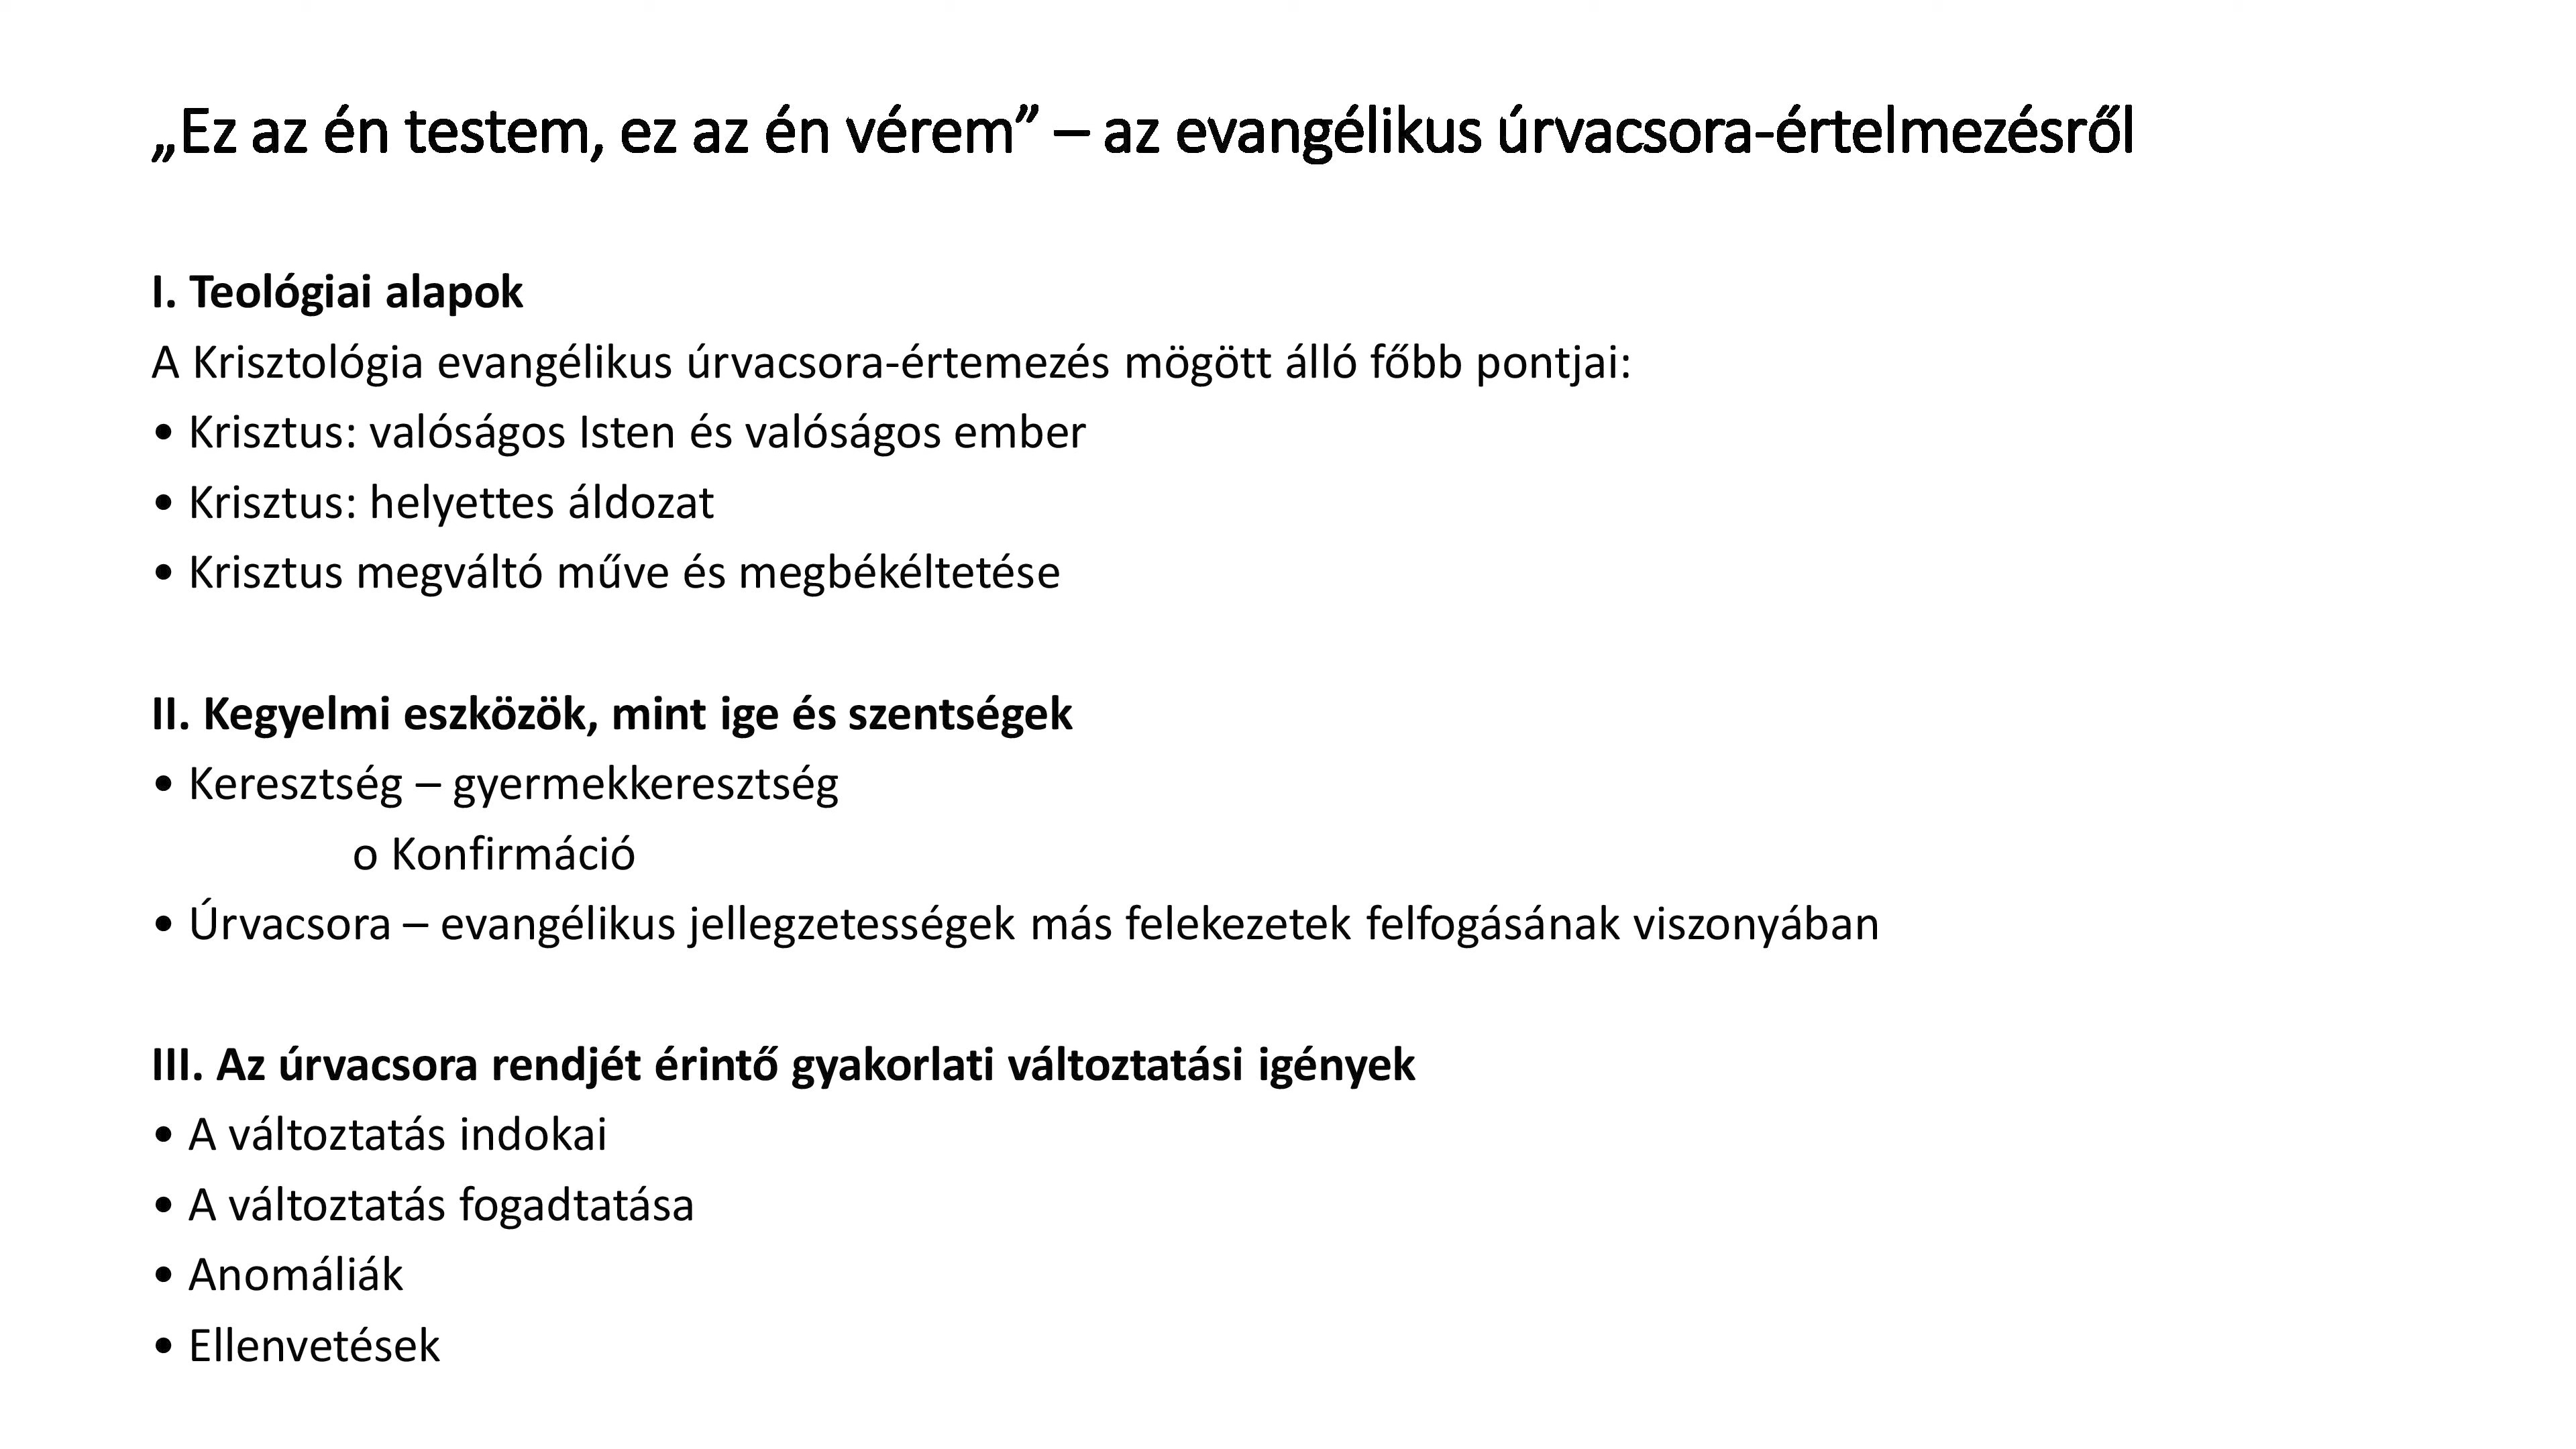 „Ez az én testem, ez az én vérem” – az evangélikus úrvacsora-értelmezésről
I. Teológiai alapok
A Krisztológia evangélikus úrvacsora-értemezés mögött álló főbb pontjai:
• Krisztus: valóságos Isten és valóságos ember
• Krisztus: helyettes áldozat
• Krisztus megváltó műve és megbékéltetése
II. Kegyelmi eszközök, mint ige és szentségek
• Keresztség – gyermekkeresztség
o Konfirmáció
• Úrvacsora – evangélikus jellegzetességek más felekezetek felfogásának viszonyában
III. Az úrvacsora rendjét érintő gyakorlati változtatási igények
• A változtatás indokai
• A változtatás fogadtatása
• Anomáliák
• Ellenvetések